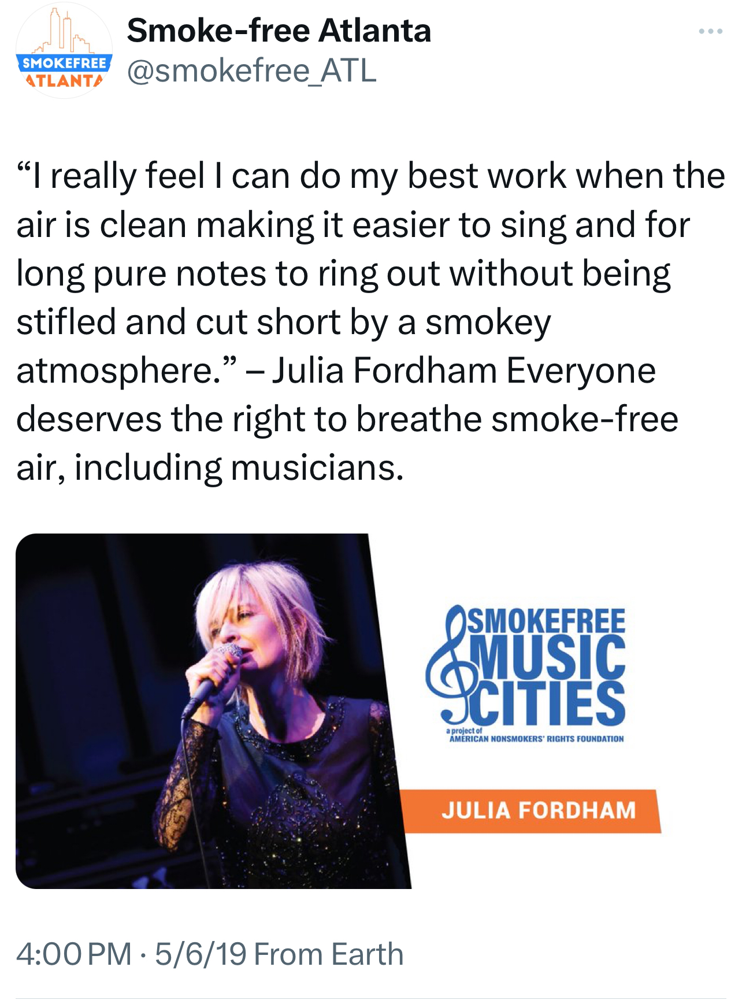 SMOKEFREE
ATLANTA
Smoke-free Atlanta
@smokefree_ATL
“I really feel I can do my best work when the
air is clean making it easier to sing and for
long pure notes to ring out without being
stifled and cut short by a smokey
atmosphere.” – Julia Fordham Everyone
deserves the right to breathe smoke-free
air, including musicians.
SMOKEFREE
MUSIC
CITIES
a project of
AMERICAN NONSMOKERS’ RIGHTS FOUNDATION
JULIA FORDHAM
4:00 PM · 5/6/19 From Earth